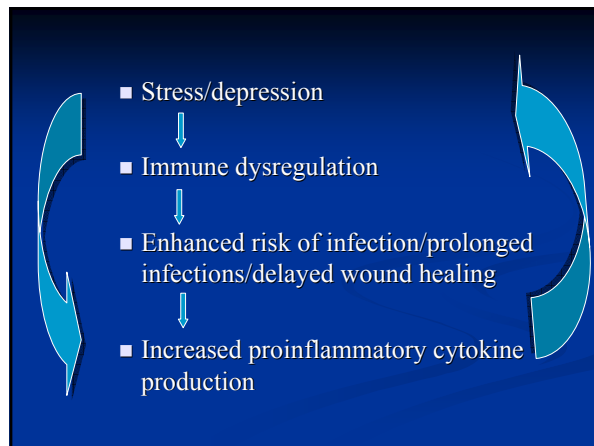 Stress/depression
Immune dysregulation
Enhanced risk of infection/prolonged
infections/delayed wound healing
Increased proinflammatory cytokine
production